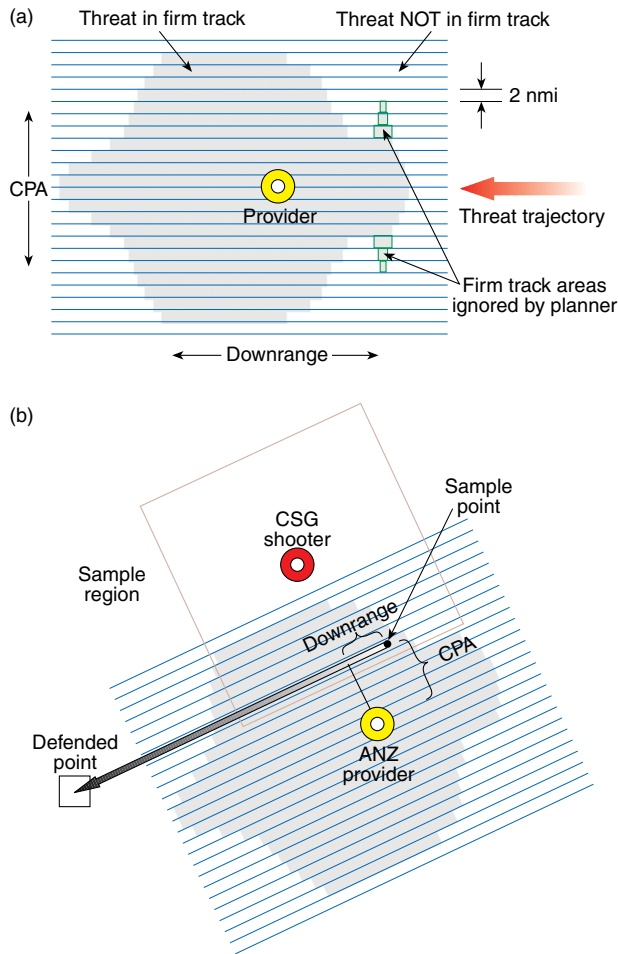 (a)
Threat in firm track
Threat NOT in firm track
2 nmi
CPA
Provider
Threat trajectory
Firm track areas
ignored by planner
Downrange
(b)
Sample
point
CSG
shooter
Sample
region
Downrange
CPA
Defended
point
ANZ
provider